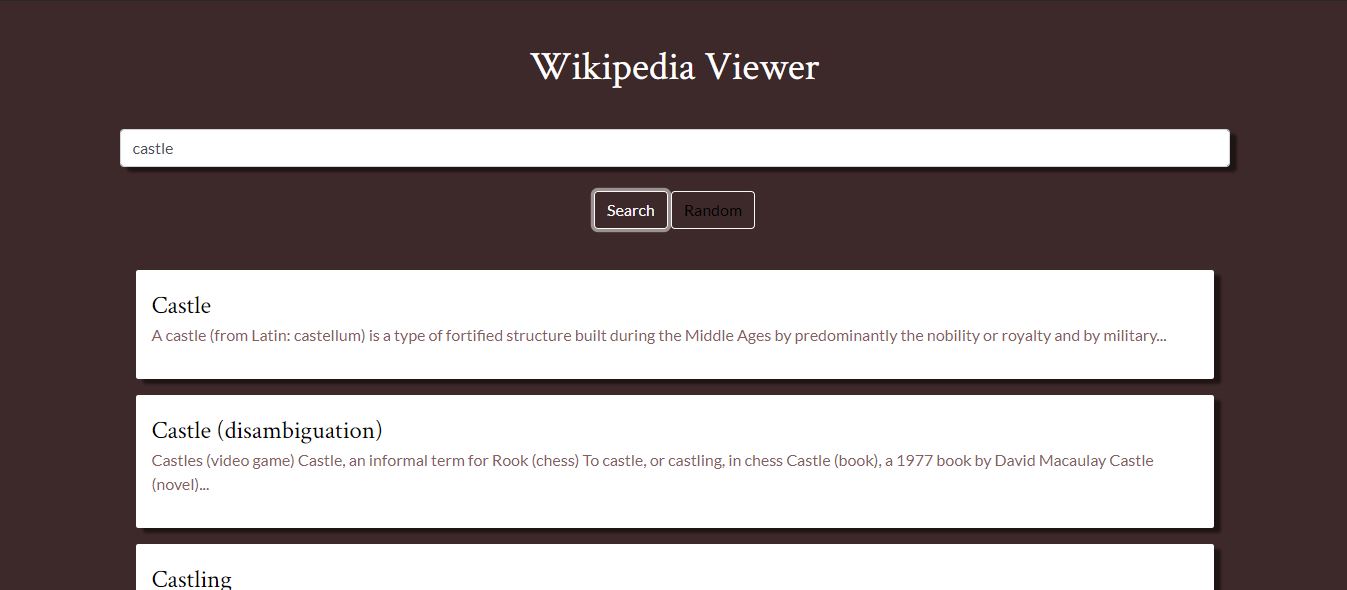 Wikipedia Viewer
castle
Search Random
Castle
A castle (from Latin: castellum) is a type of fortified structure built during the Middle Ages by predominantly the nobility or royalty and by military...
Castle (disambiguation)
Castles (video game) Castle, an informal term for Rook (chess) To castle, or castling, in chess Castle (book), a 1977 book by David Macaulay Castle
(novel)...
Castling